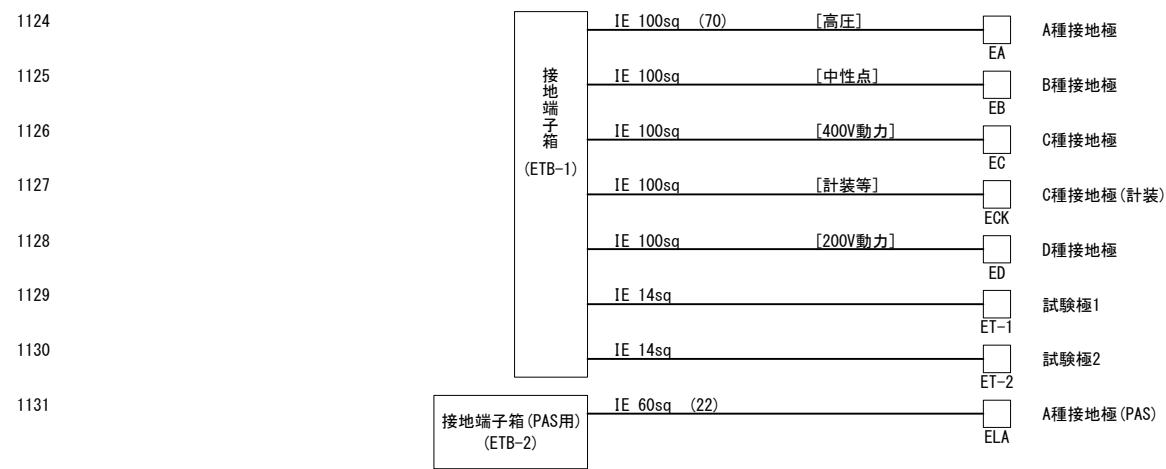 1124 IE 100sq (70) [高圧] A種接地極
EA
1125 IE 100sq [中性点] B種接地極
EB
接地端子箱
(ETB-1)
1126 IE 100sq [400V動力] C種接地極
EC
1127 IE 100sq [計装等] C種接地極(計装)
ECK
1128 IE 100sq [200V動力] D種接地極
ED
1129 IE 14sq 試験極1
ET-1
1130 IE 14sq 試験極2
ET-2
1131 IE 60sq (22) A種接地極(PAS)
ELA
接地端子箱(PAS用)
(ETB-2)